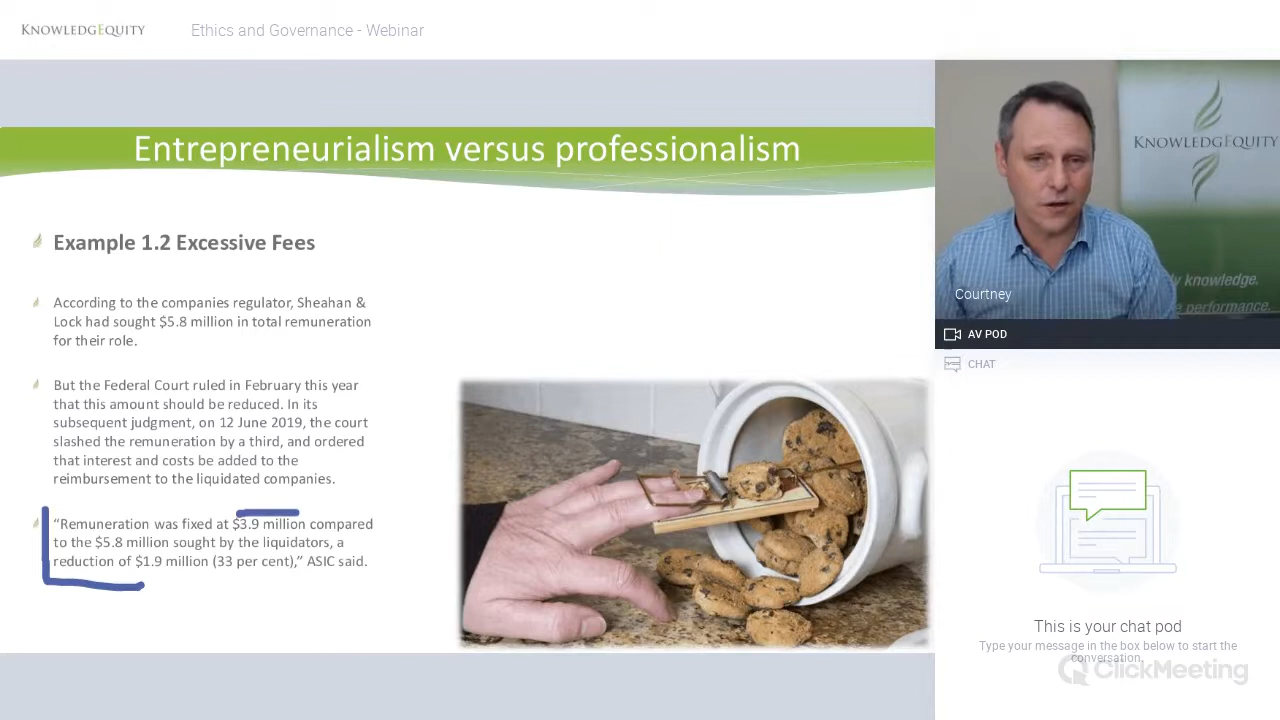 KNOWLEDGEQUITY
Ethics and Governance - Webinar
Entrepreneurialism versus professionalism
Example 1.2 Excessive Fees
According to the companies regulator, Sheahan &
Lock had sought $5.8 million in total remuneration
for their role.
But the Federal Court ruled in February this year
that this amount should be reduced. In its
subsequent judgment, on 12 June 2019, the court
slashed the remuneration by a third, and ordered
that interest and costs be added to the
reimbursement to the liquidated companies.
“Remuneration was fixed at $3.9 million compared
to the $5.8 million sought by the liquidators, a
reduction of $1.9 million (33 per cent),” ASIC said.
KNOWLEDGEQUITY
knowledge.
performance.
Courtney
AV POD
CHAT
This is your chat pod
Type your message in the box below to start the
conversation.
ClickMeeting